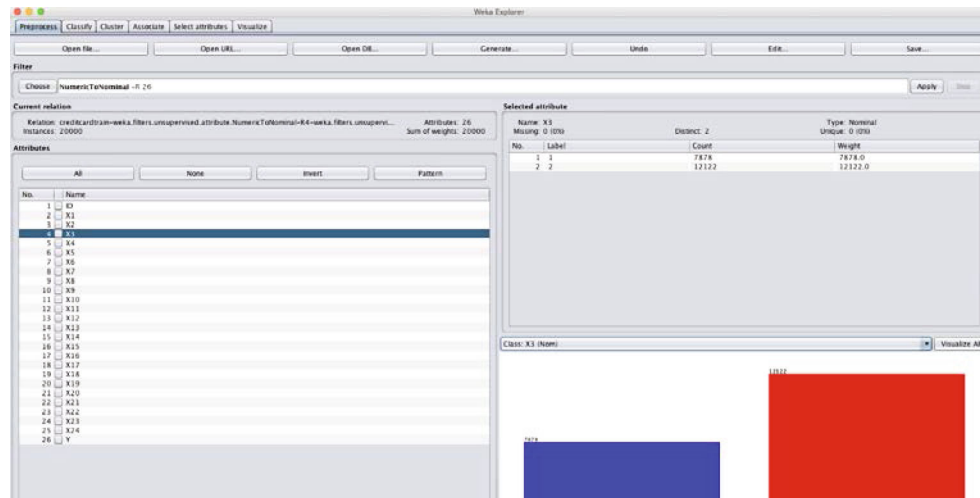 Weka Explorer
Preprocess Classify Cluster Associate Select attributes Visualize
Open file... Open URL... Open DB... Generate... Undo Edit... Save...
Filter
Choose NumericToNominal -R 26 Apply Stop
Current relation
Relation: creditcardtrain-weka.filters.unsupervised.attribute.NumericToNominal-R4-weka.filters.unsupervi... Attributes: 26
Instances: 20000 Sum of weights: 20000
Selected attribute
Name: X3 Type: Nominal
Missing: 0 (0%) Distinct: 2 Unique: 0 (0%)
No. Label Count Weight
1 1 7878 7878.0
2 2 12122 12122.0
Attributes
All None Invert Pattern
No. Name
1 ID
2 X1
3 X2
4 X3
5 X4
6 X5
7 X6
8 X7
9 X8
10 X9
11 X10
12 X11
13 X12
14 X13
15 X14
16 X15
17 X16
18 X17
19 X18
20 X19
21 X20
22 X21
23 X22
24 X23
25 X24
26 Y
Class: X3 (Nom) Visualize All
12122
7878